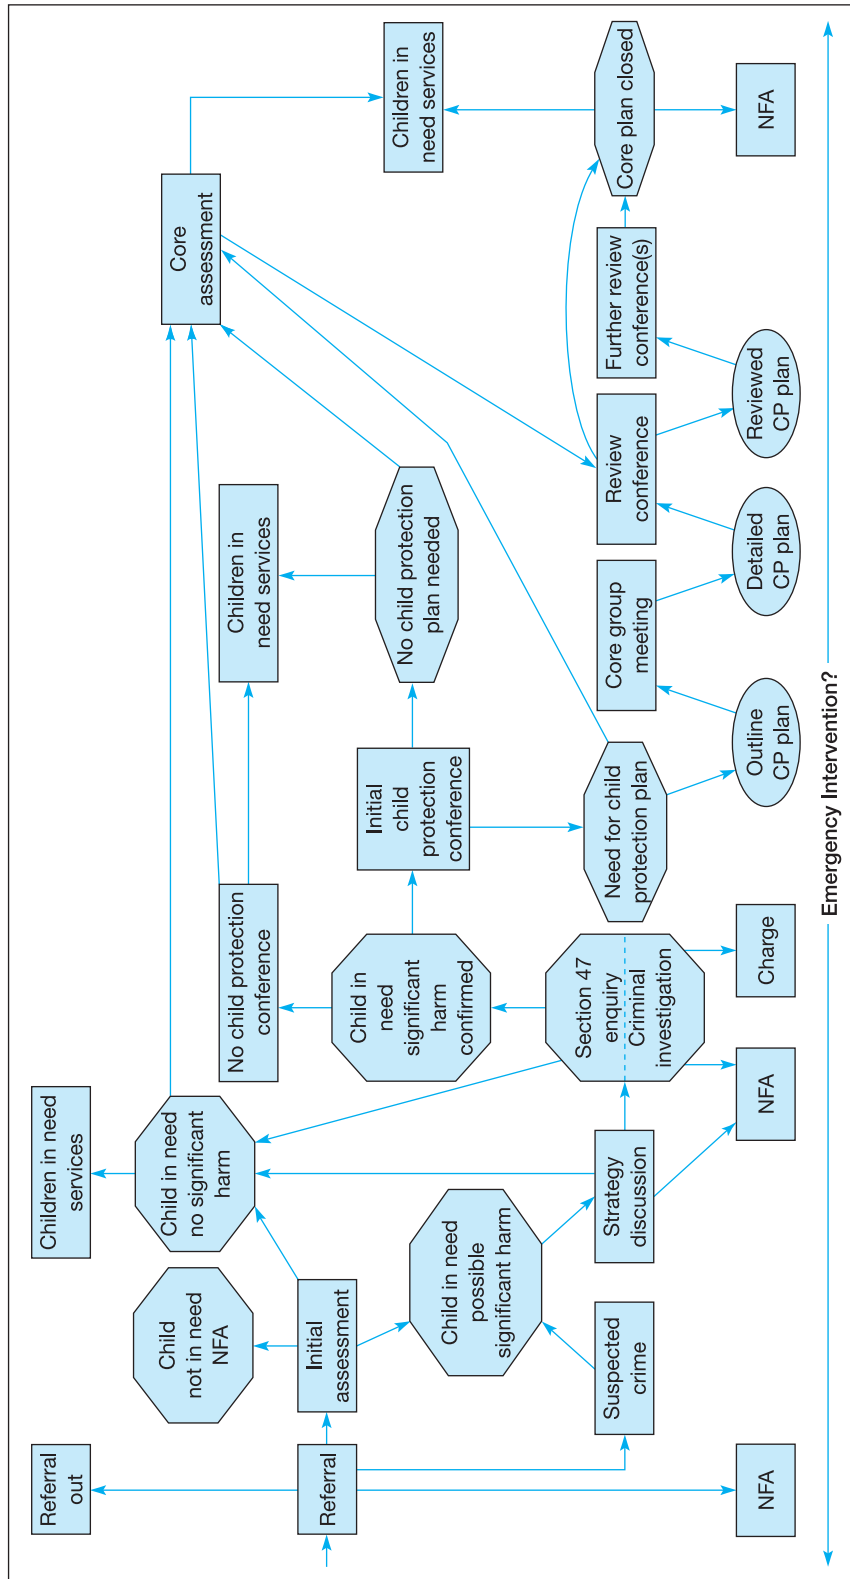 Referral
out
Referral
NFA
Child
not in need
NFA
Initial
assessment
Suspected
crime
Children in need
services
Child in need
no significant
harm
Child in need
possible
significant harm
Strategy
discussion
NFA
No child protection
conference
Child in
need
significant
harm
confirmed
Section 47
enquiry
Criminal
investigation
Charge
Children in
need services
Initial
child
protection
conference
No child protection
plan needed
Need for child
protection plan
Outline
CP plan
Core group
meeting
Detailed
CP plan
Core
assessment
Review
conference
Reviewed
CP plan
Further review
conference(s)
Children in
need services
Core plan closed
NFA
Emergency Intervention?